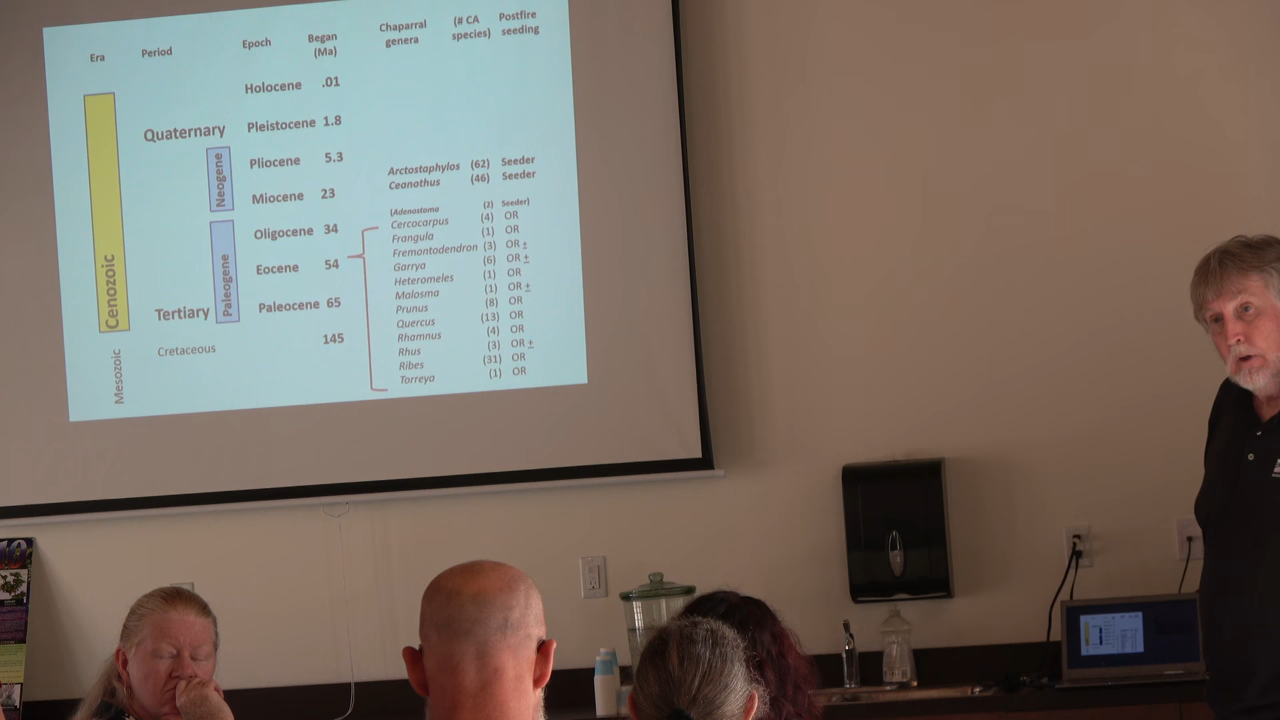 Era Period Epoch Began (Ma) Chaparral genera (# CA species) Postfire seeding
Holocene .01
Quaternary Pleistocene 1.8
Neogene
Pliocene 5.3
Miocene 23
Arctostaphylos (62) Seeder
Ceanothus (46) Seeder
Cenozoic
Paleogene
Oligocene 34
Eocene 54
Tertiary Paleocene 65
Mesozoic
Cretaceous 145
(Adenostoma (2) Seeder)
Cercocarpus (4) OR
Frangula (1) OR
Fremontodendron (3) OR ±
Garrya (6) OR ±
Heteromeles (1) OR
Malosma (1) OR ±
Prunus (8) OR
Quercus (13) OR
Rhamnus (4) OR
Rhus (3) OR ±
Ribes (31) OR
Torreya (1) OR